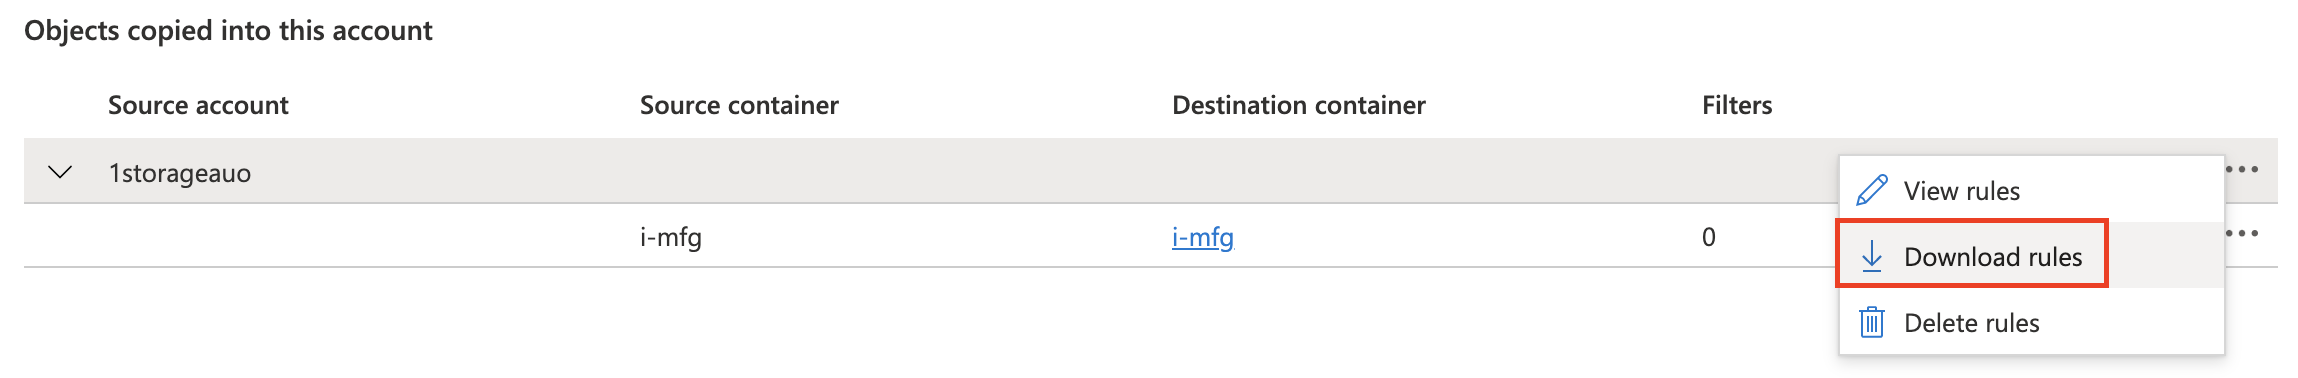 Objects copied into this account
Source account Source container Destination container Filters
1storageauo
i-mfg i-mfg 0
View rules
Download rules
Delete rules